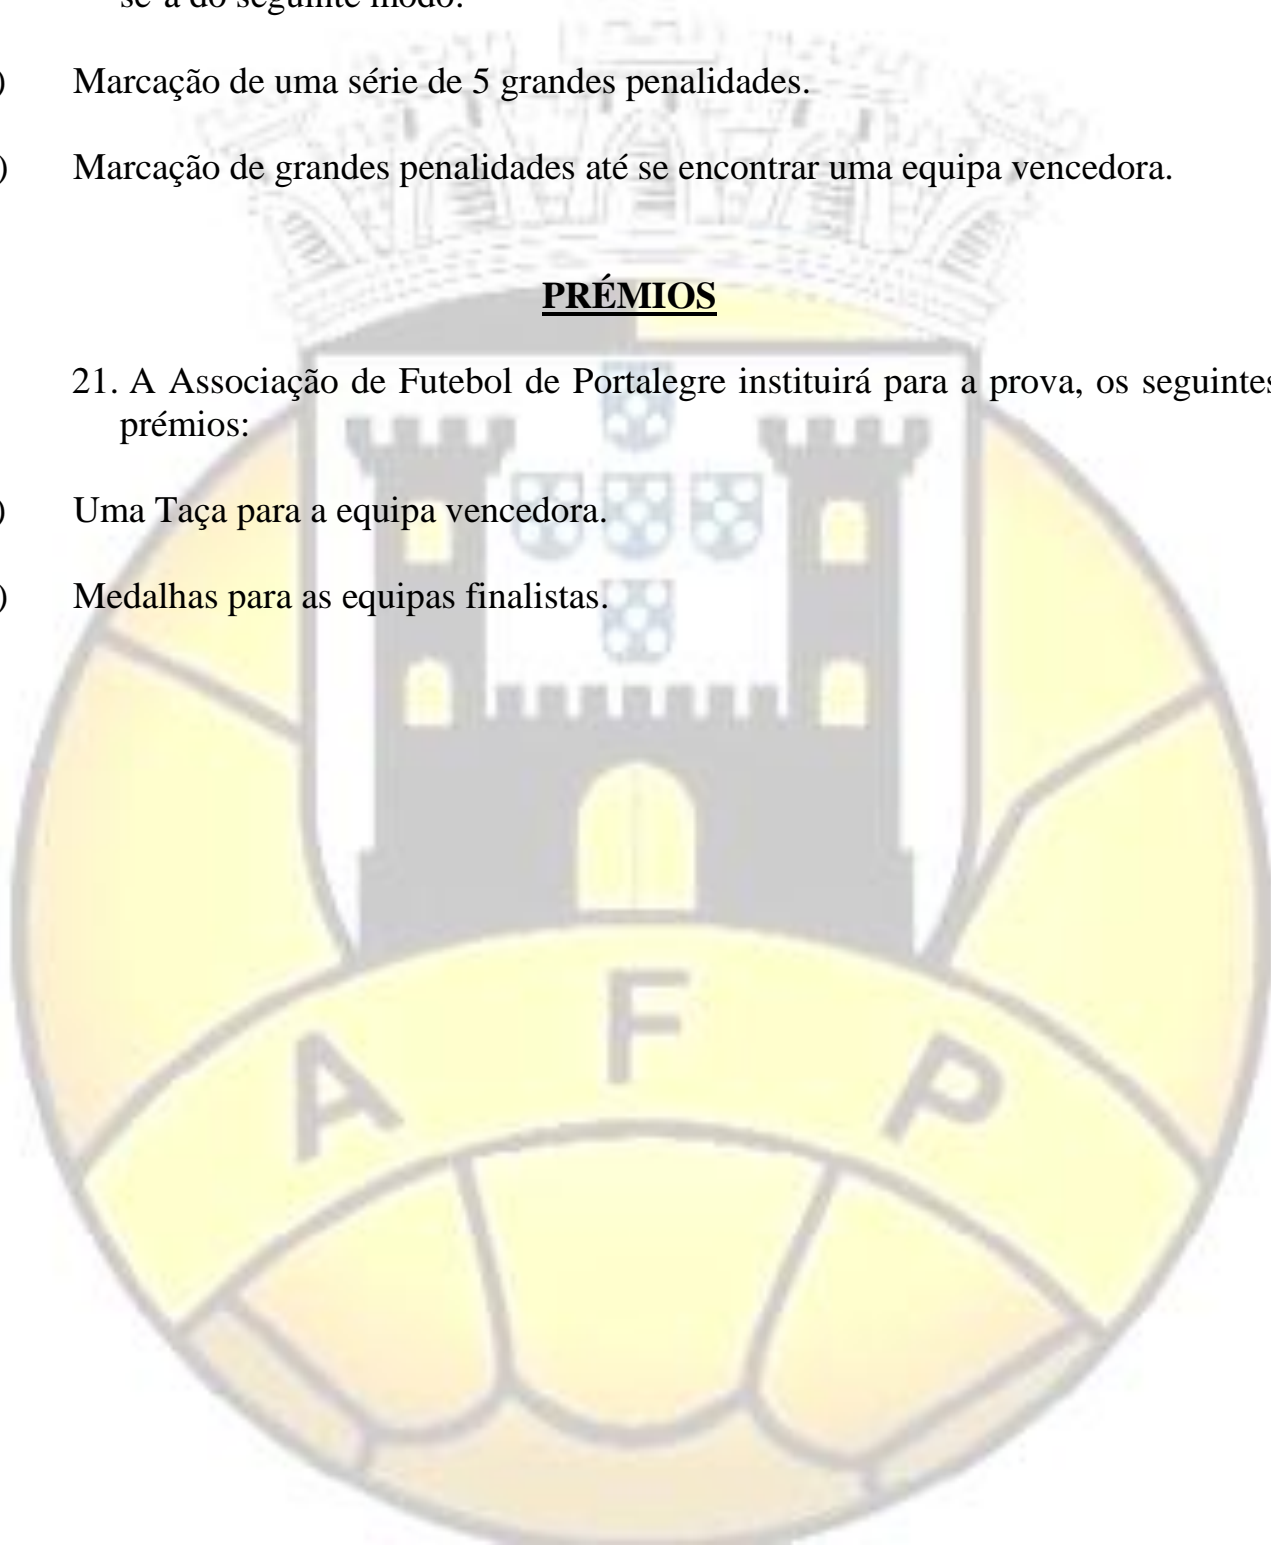 se-á do seguinte modo:
) Marcação de uma série de 5 grandes penalidades.
) Marcação de grandes penalidades até se encontrar uma equipa vencedora.
PRÉMIOS
21. A Associação de Futebol de Portalegre instituirá para a prova, os seguintes
prémios:
) Uma Taça para a equipa vencedora.
) Medalhas para as equipas finalistas.
A F P